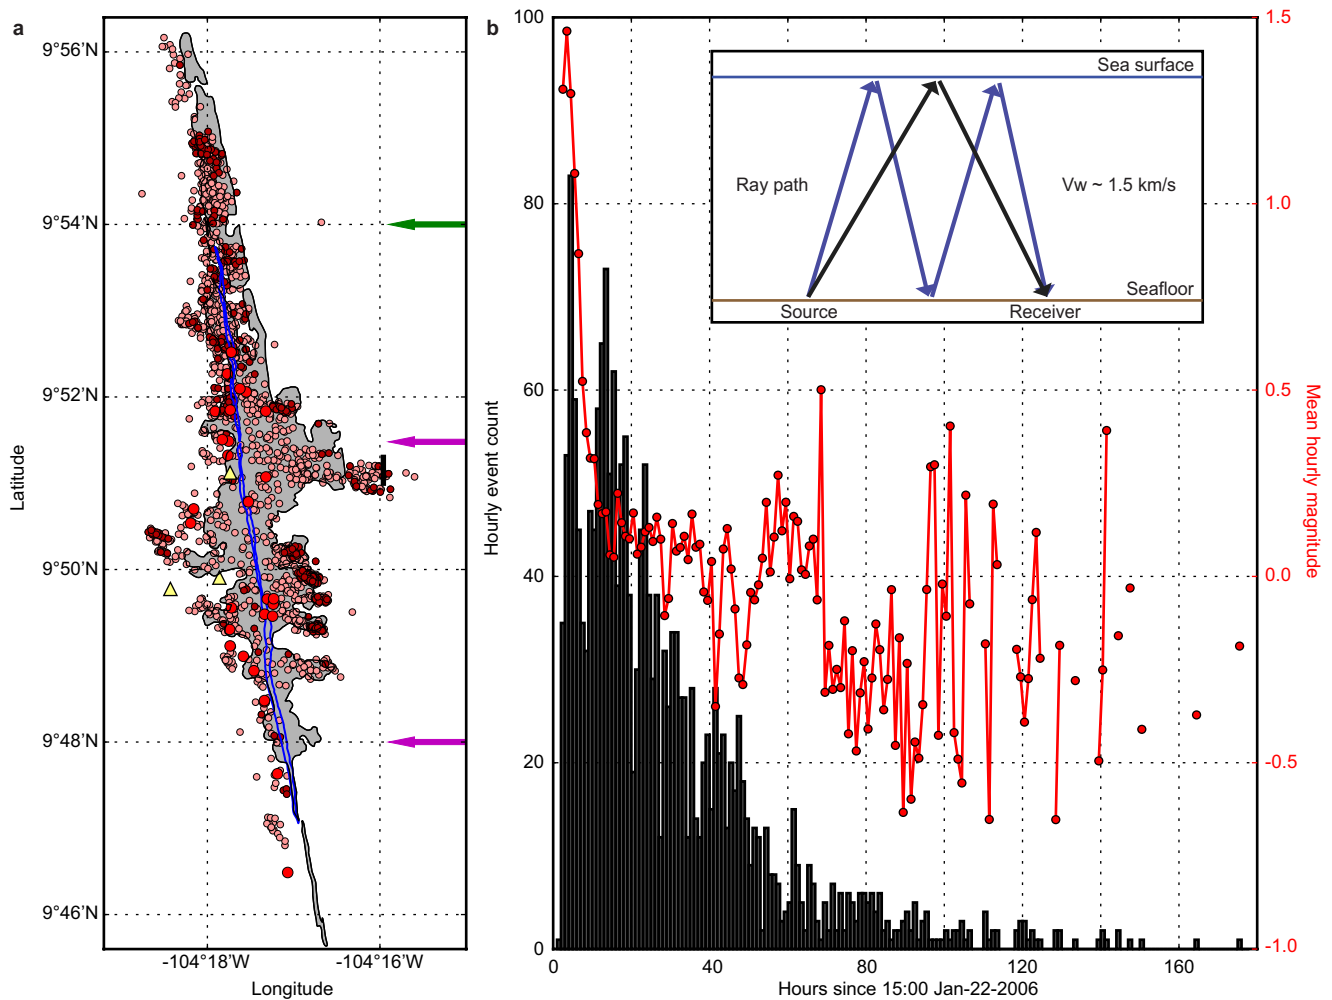 a
9°56'N
9°54'N
9°52'N
9°50'N
9°48'N
9°46'N
Latitude
-104°18'W
-104°16'W
Longitude
b
100
80
60
40
20
0
Hourly event count
1.5
1.0
0.5
0.0
-0.5
-1.0
Mean hourly magnitude
Sea surface
Ray path
Vw ~ 1.5 km/s
Seafloor
Source
Receiver
0
40
80
120
160
Hours since 15:00 Jan-22-2006